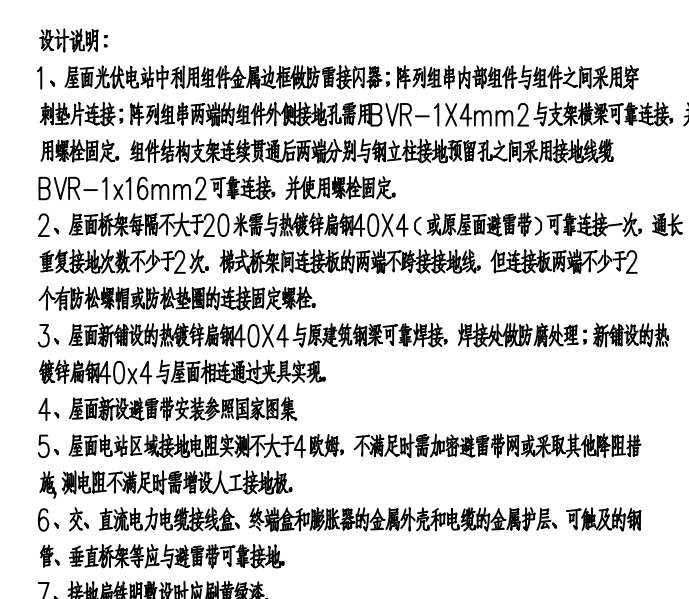 设计说明：
1、屋面光伏电站中利用组件金属边框做防雷接闪器；阵列组串内部组件与组件之间采用穿
刺垫片连接；阵列组串两端的组件外侧接地孔需用BVR-1X4mm2与支架横梁可靠连接，并
用螺栓固定. 组件结构支架连续贯通后两端分别与钢立柱接地预留孔之间采用接地线缆
BVR-1x16mm2可靠连接，并使用螺栓固定.
2、屋面桥架每隔不大于20米需与热镀锌扁钢40X4（或原屋面避雷带）可靠连接一次，通长
重复接地次数不少于2次. 梯式桥架间连接板的两端不跨接接地线，但连接板两端不少于2
个有防松螺帽或防松垫圈的连接固定螺栓.
3、屋面新铺设的热镀锌扁钢40X4与原建筑钢梁可靠焊接，焊接处做防腐处理；新铺设的热
镀锌扁钢40x4与屋面相连通过夹具实现.
4、屋面新设避雷带安装参照国家图集
5、屋面电站区域接地电阻实测不大于4欧姆，不满足时需加密避雷带网或采取其他降阻措
施,测电阻不满足时需增设人工接地极.
6、交、直流电力电缆接线盒、终端盒和膨胀器的金属外壳和电缆的金属护层、可触及的钢
管、垂直桥架等应与避雷带可靠接地.
7、接地扁铁明敷设时应刷黄绿漆.